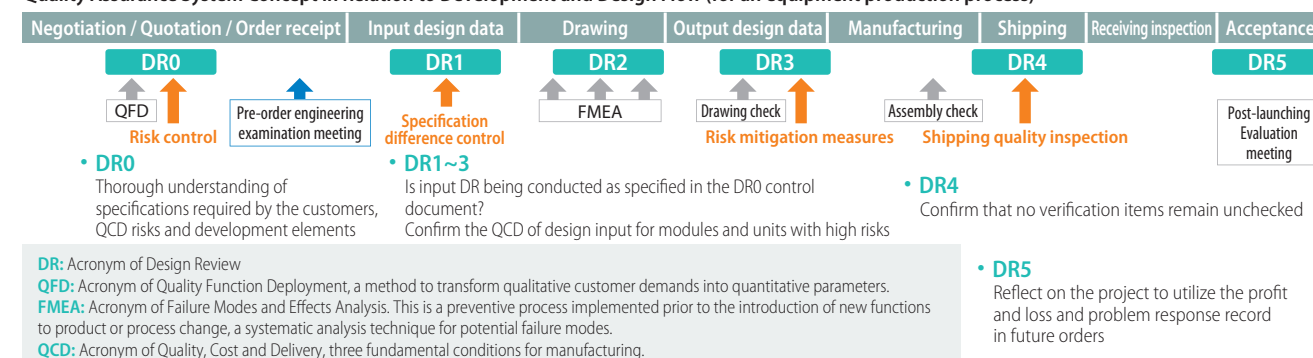 Quality Assurance System Concept in Relation to Development and Design Flow (for an equipment production process)
Negotiation / Quotation / Order receipt
Input design data
Drawing
Output design data
Manufacturing
Shipping
Receiving inspection
Acceptance
DR0
DR1
DR2
DR3
DR4
DR5
QFD
Risk control
Pre-order engineering
examination meeting
Specification
difference control
FMEA
Drawing check
Risk mitigation measures
Assembly check
Shipping quality inspection
Post-launching
Evaluation
meeting
• DR0
Thorough understanding of
specifications required by the customers,
QCD risks and development elements
• DR1~3
Is input DR being conducted as specified in the DR0 control
document?
Confirm the QCD of design input for modules and units with high risks
• DR4
Confirm that no verification items remain unchecked
• DR5
Reflect on the project to utilize the profit
and loss and problem response record
in future orders
DR: Acronym of Design Review
QFD: Acronym of Quality Function Deployment, a method to transform qualitative customer demands into quantitative parameters.
FMEA: Acronym of Failure Modes and Effects Analysis. This is a preventive process implemented prior to the introduction of new functions
to product or process change, a systematic analysis technique for potential failure modes.
QCD: Acronym of Quality, Cost and Delivery, three fundamental conditions for manufacturing.